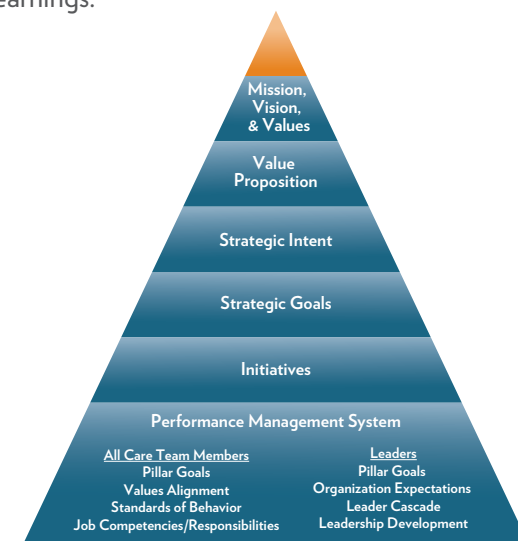 earnings.
Mission,
Vision,
& Values
Value
Proposition
Strategic Intent
Strategic Goals
Initiatives
Performance Management System
All Care Team Members
Pillar Goals
Values Alignment
Standards of Behavior
Job Competencies/Responsibilities
Leaders
Pillar Goals
Organization Expectations
Leader Cascade
Leadership Development